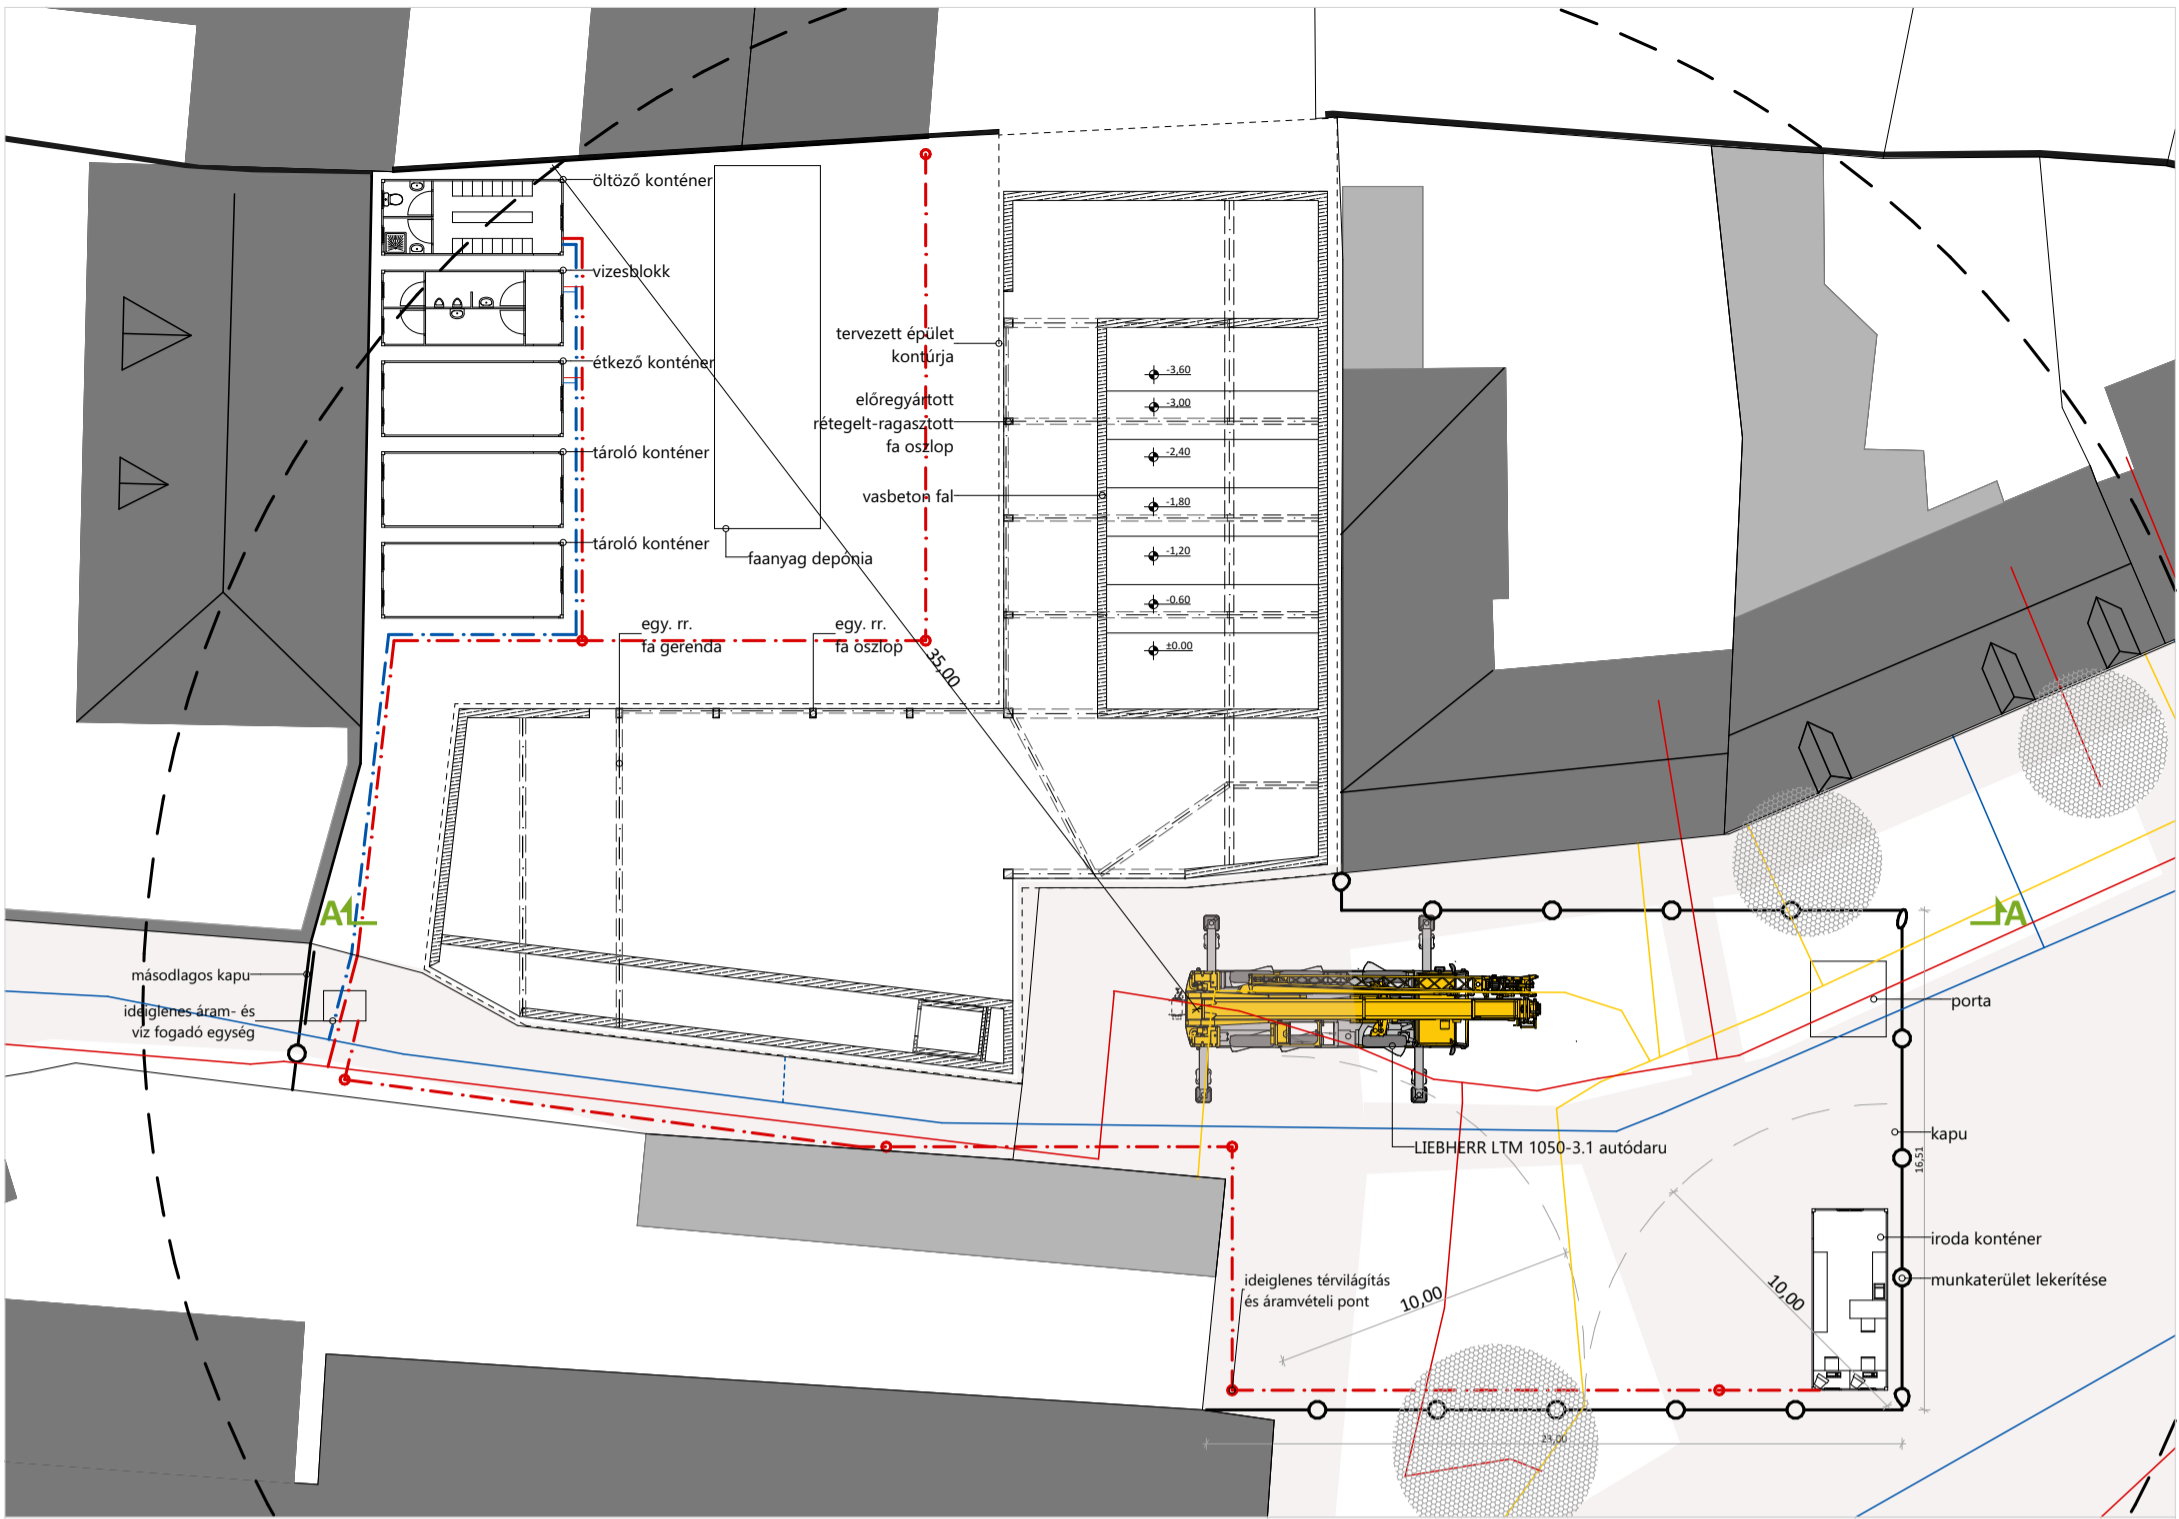 öltöző konténer
vizesblokk
étkező konténer
tároló konténer
tároló konténer
faanyag depónia
tervezett épület
kontúrja
előregyártott
rétegelt-ragasztott
fa oszlop
vasbeton fal
-3,60
-3,00
-2,40
-1,80
-1,20
-0.60
±0.00
egy. rr.
fa gerenda
egy. rr.
fa oszlop
35,00
A
A
másodlagos kapu
ideiglenes áram- és
víz fogadó egység
porta
kapu
16,51
LIEBHERR LTM 1050-3.1 autódaru
iroda konténer
munkaterület lekerítése
ideiglenes térvilágítás
és áramvételi pont
10,00
10,00
23,00